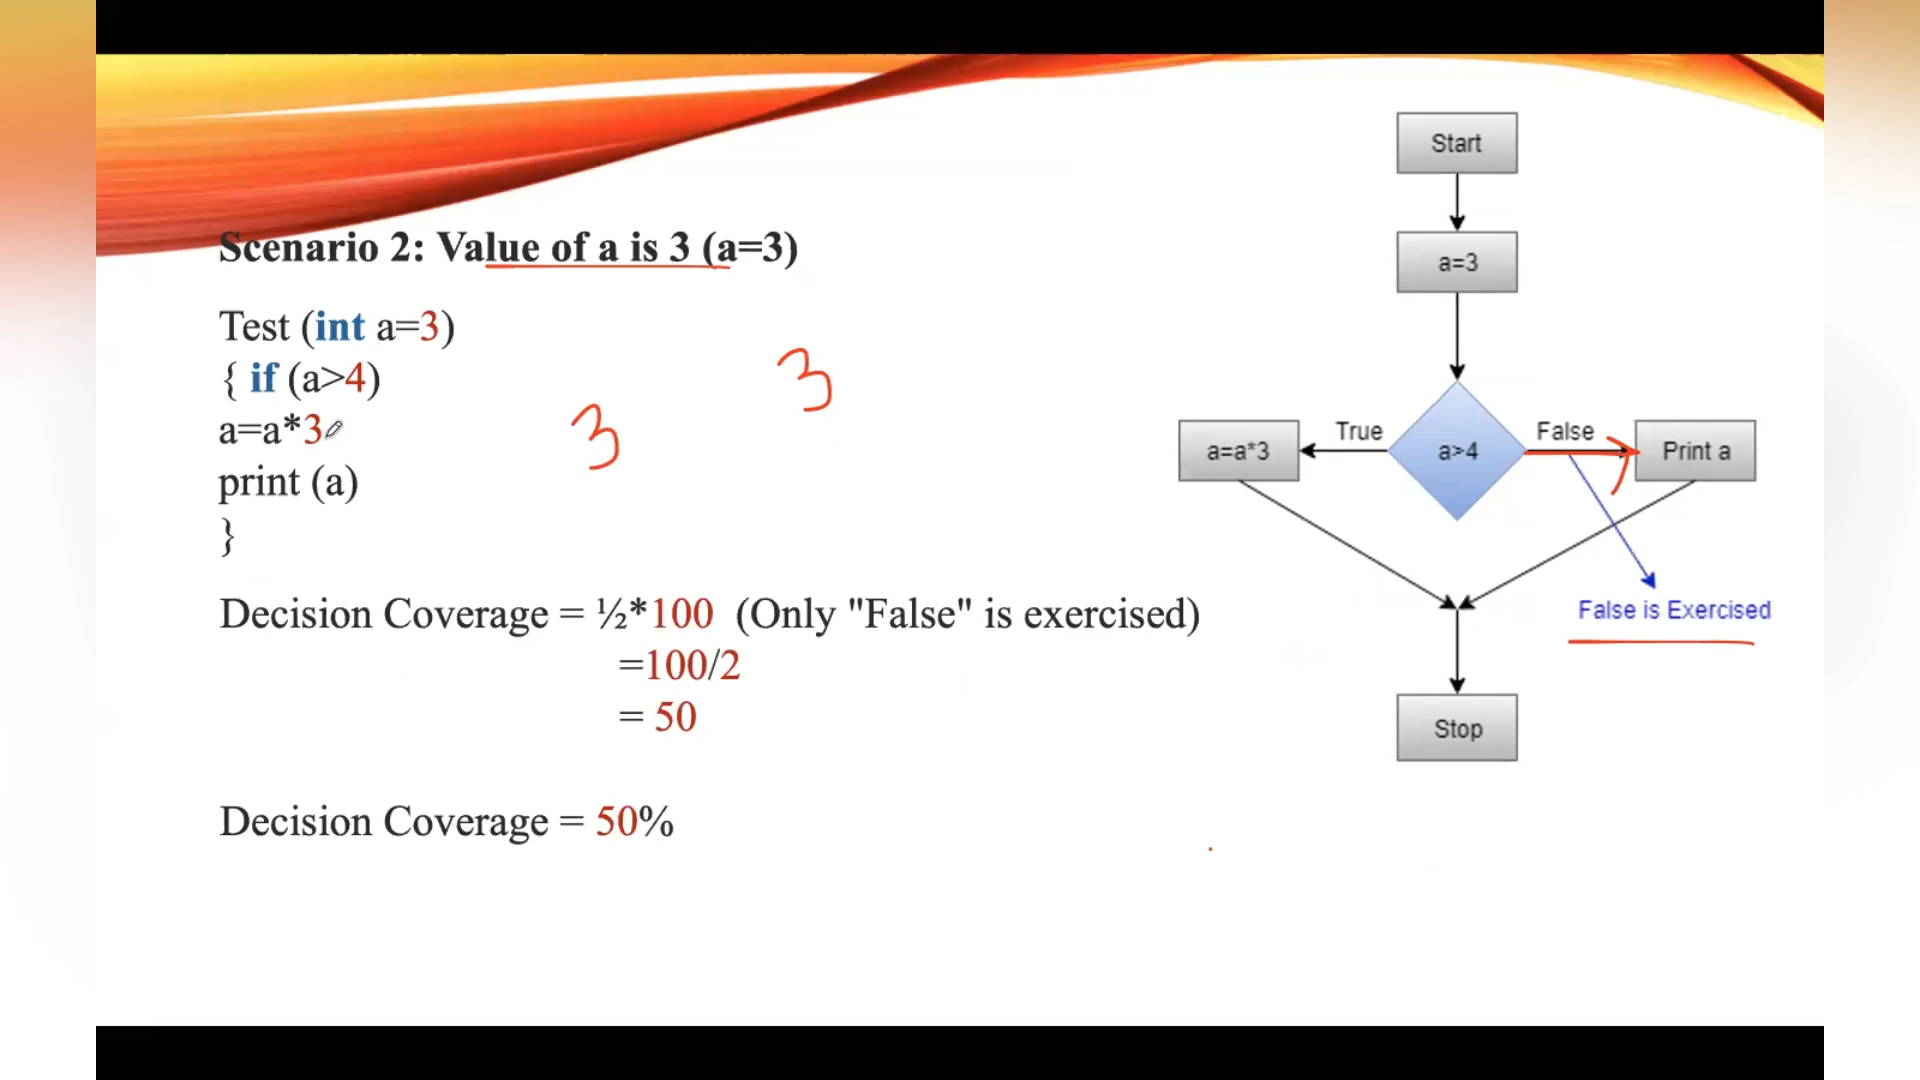 Scenario 2: Value of a is 3 (a=3)
Test (int a=3)
{ if (a>4)
a=a*3
print (a)
}
3
3
Decision Coverage = ½*100 (Only "False" is exercised)
=100/2
= 50
Decision Coverage = 50%
Start
a=3
a>4
True
False
a=a*3
Print a
False is Exercised
Stop